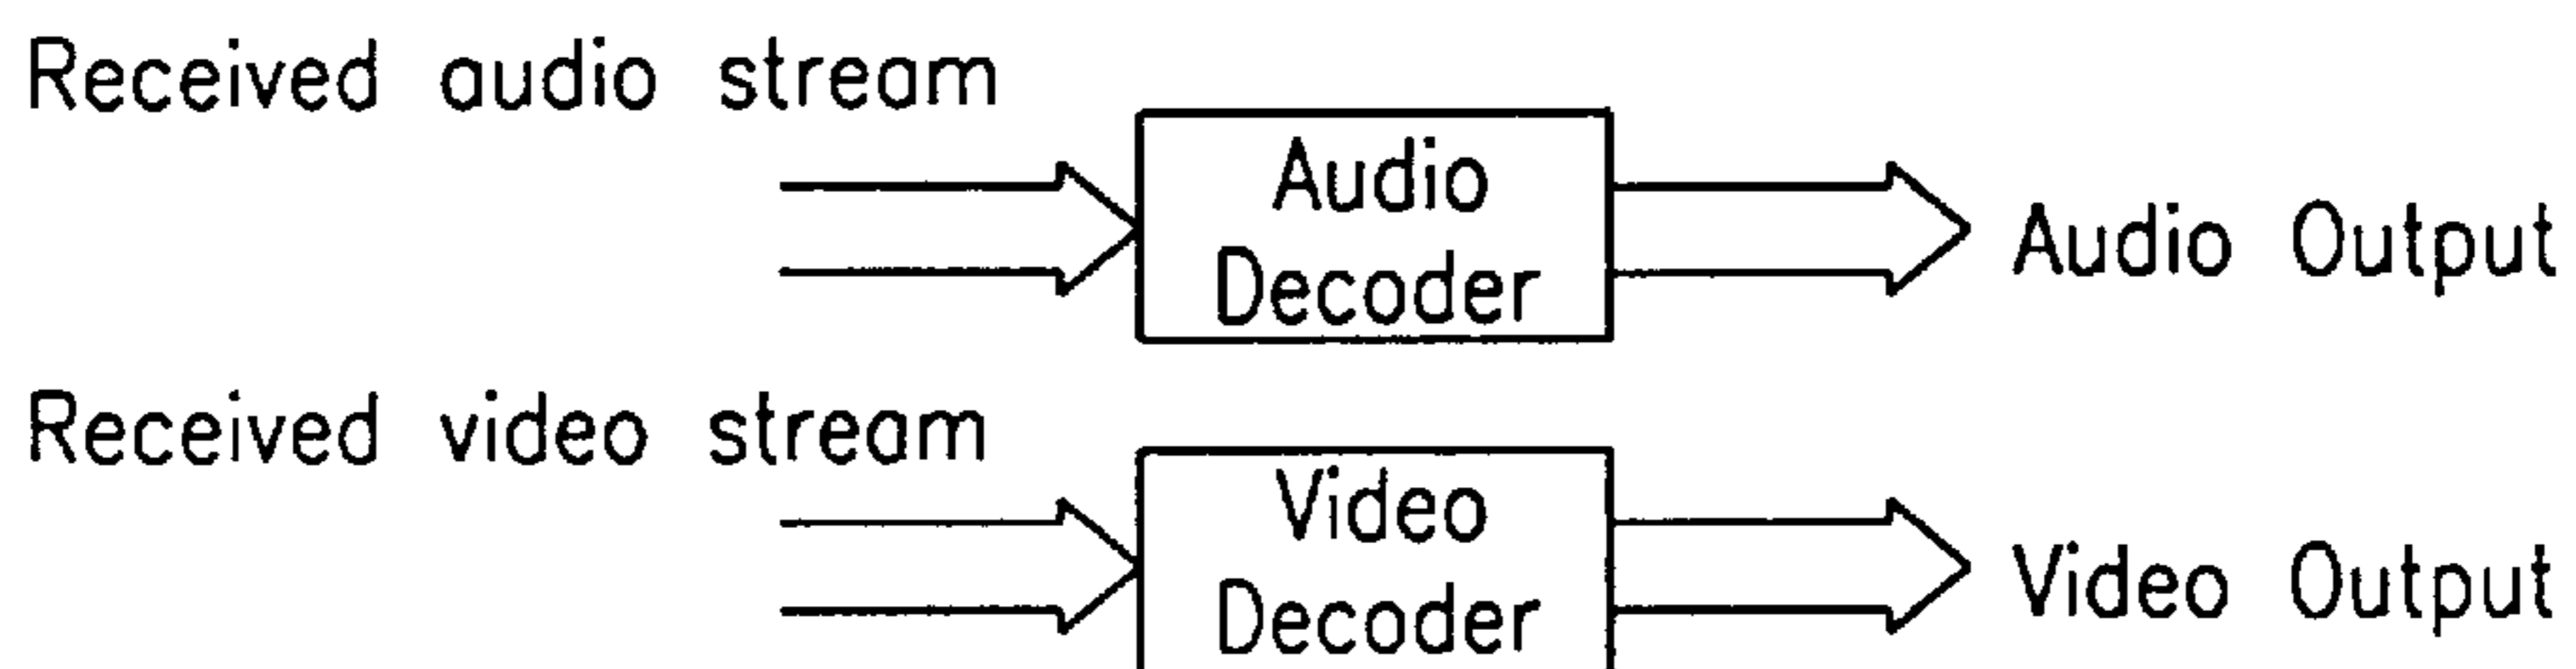 Received audio stream
Audio
Decoder
Audio Output
Received video stream
Video
Decoder
Video Output